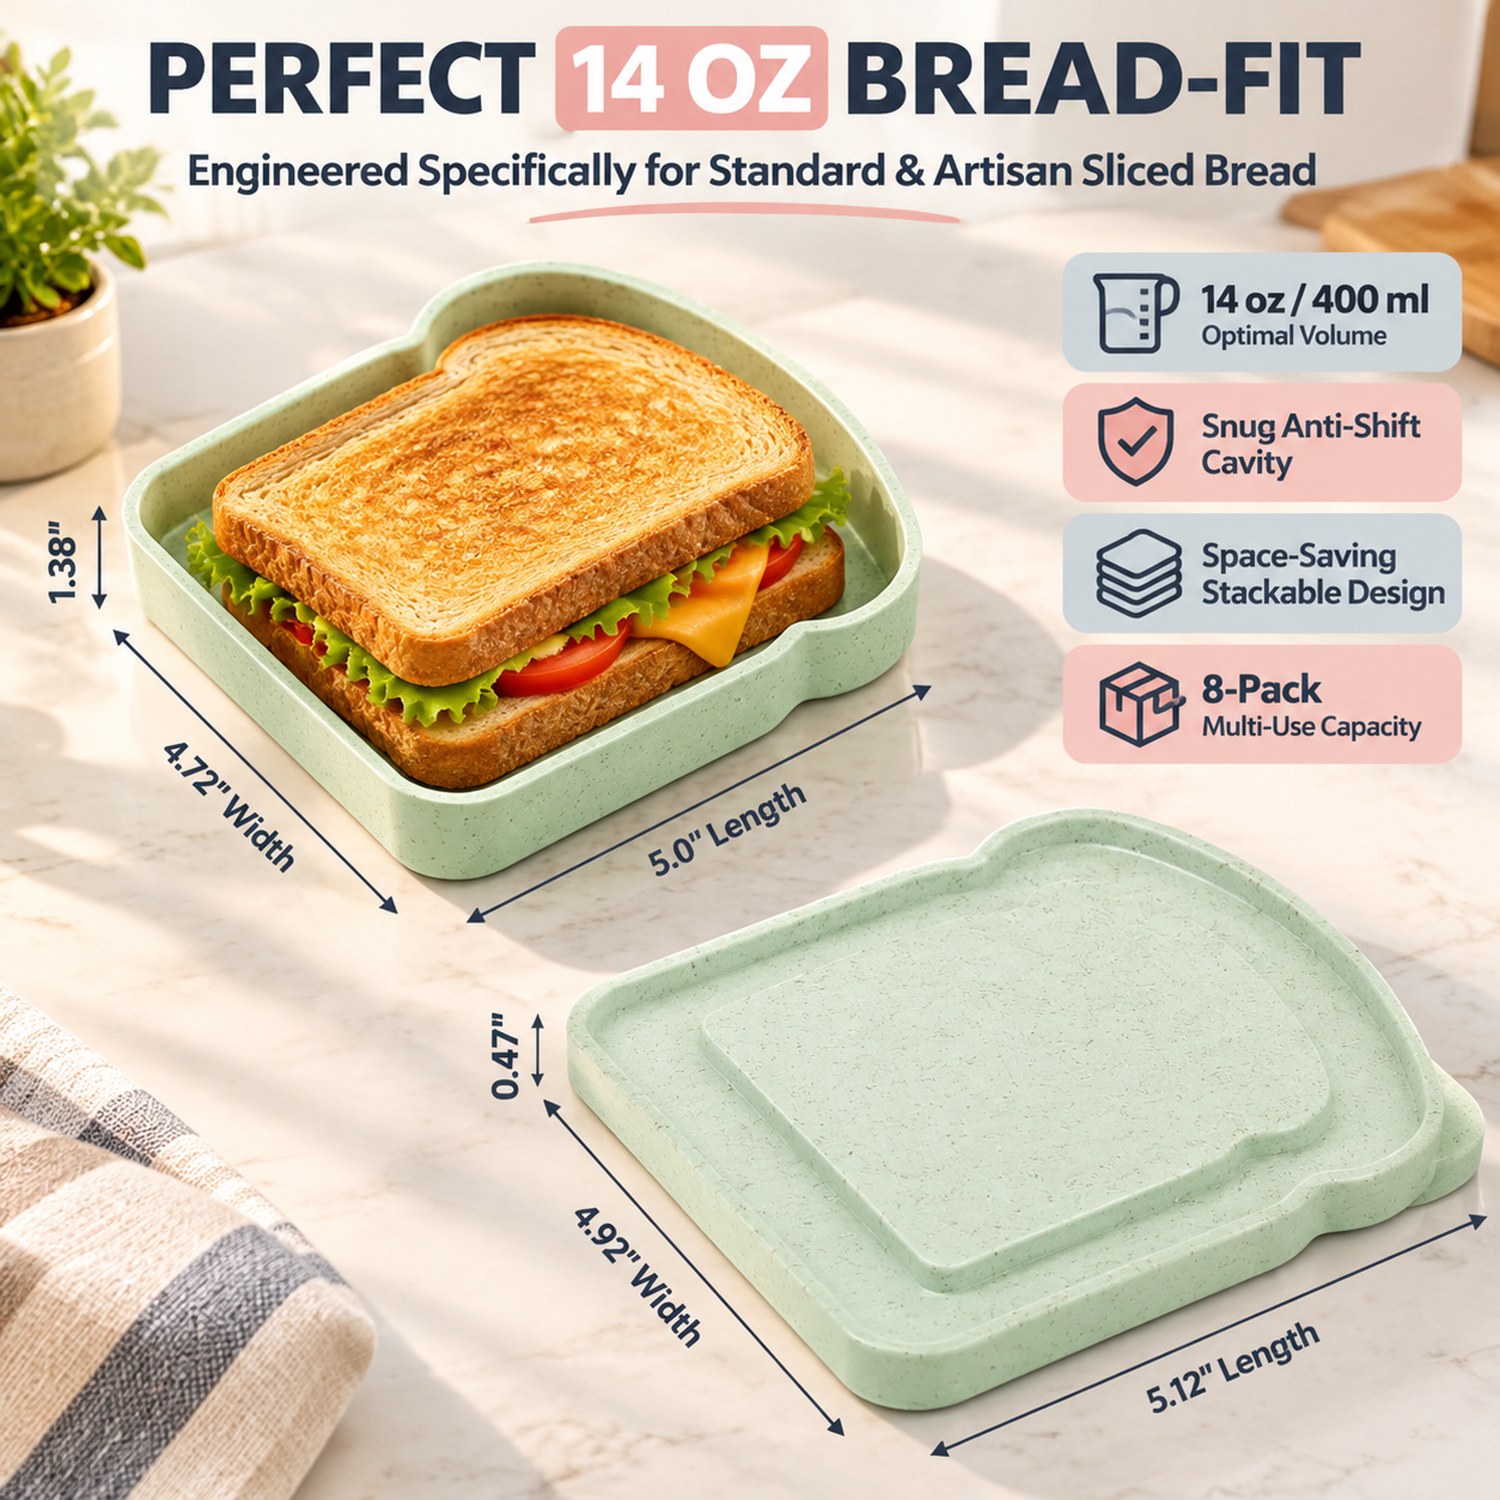 PERFECT 14 OZ BREAD-FIT
Engineered Specifically for Standard & Artisan Sliced Bread
14 oz / 400 ml
Optimal Volume
Snug Anti-Shift
Cavity
Space-Saving
Stackable Design
8-Pack
Multi-Use Capacity
1.38"
4.72" Width
5.0" Length
0.47"
4.92" Width
5.12" Length